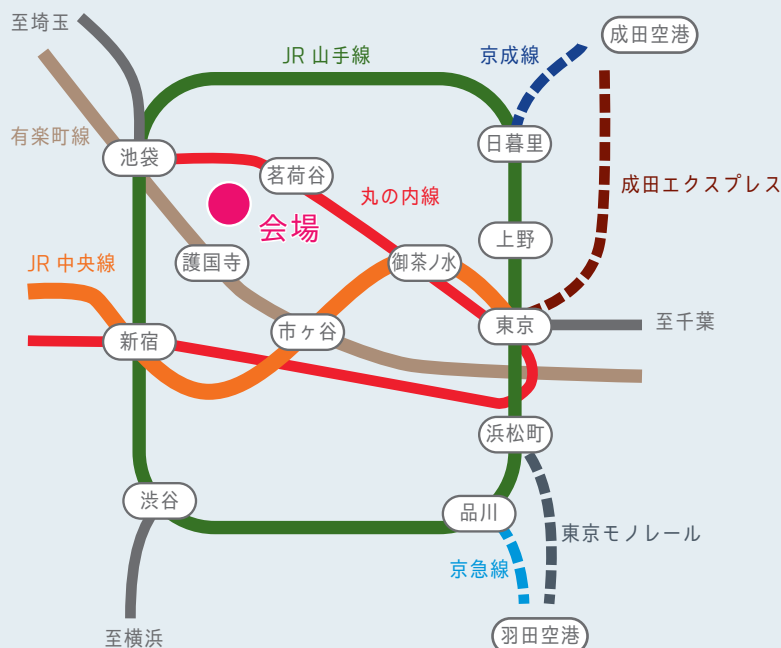 至埼玉
成田空港
JR 山手線
京成線
有楽町線
池袋
日暮里
茗荷谷
成田エクスプレス
丸の内線
会場
上野
JR 中央線
護国寺
御茶ノ水
東京
至千葉
市ヶ谷
新宿
浜松町
渋谷
品川
東京モノレール
京急線
至横浜
羽田空港